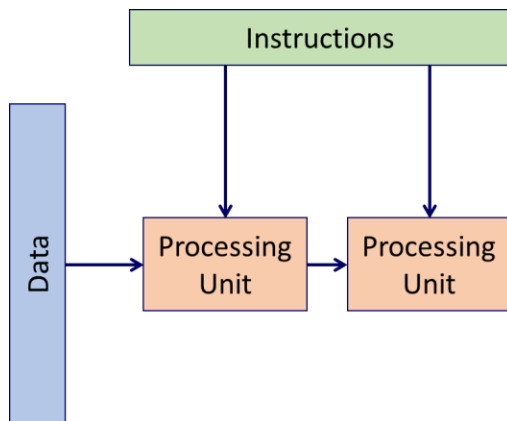 Instructions
Data
Processing
Unit
Processing
Unit